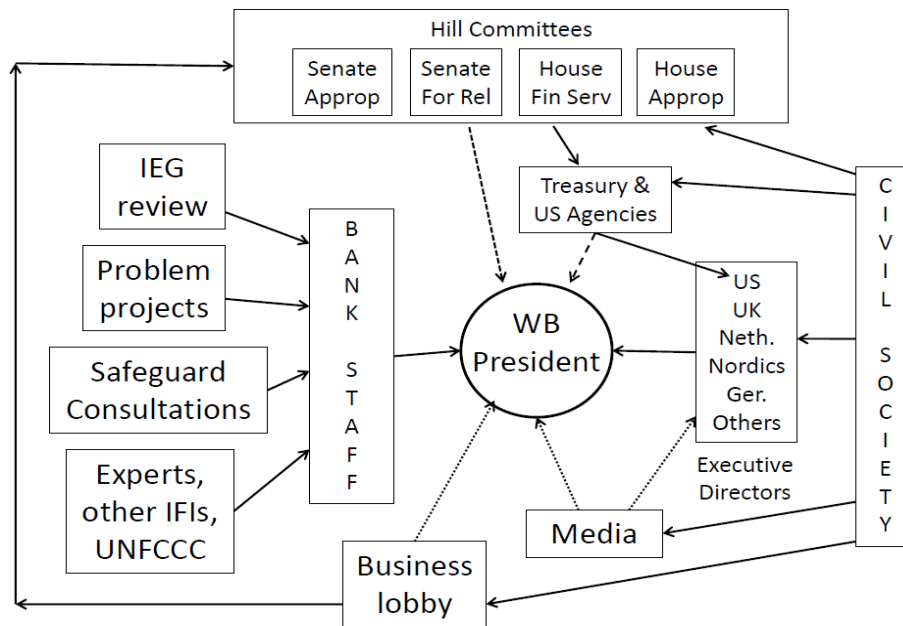 Hill Committees
Senate
Approp
Senate
For Rel
House
Fin Serv
House
Approp
IEG
review
Problem
projects
Safeguard
Consultations
Experts,
other IFIs,
UNFCCC
B
A
N
K
S
T
A
F
F
WB
President
Treasury &
US Agencies
US
UK
Neth.
Nordics
Ger.
Others
Executive
Directors
Media
Business
lobby
C
I
V
I
L
S
O
C
I
E
T
Y